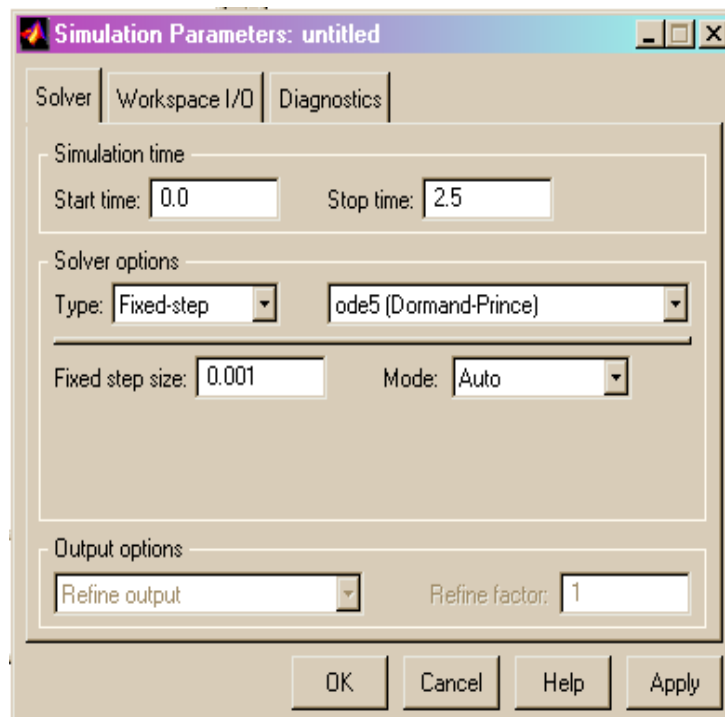 Simulation Parameters: untitled
Solver Workspace I/O Diagnostics
Simulation time
Start time: 0.0 Stop time: 2.5
Solver options
Type: Fixed-step ode5 (Dormand-Prince)
Fixed step size: 0.001 Mode: Auto
Output options
Refine output Refine factor: 1
OK Cancel Help Apply